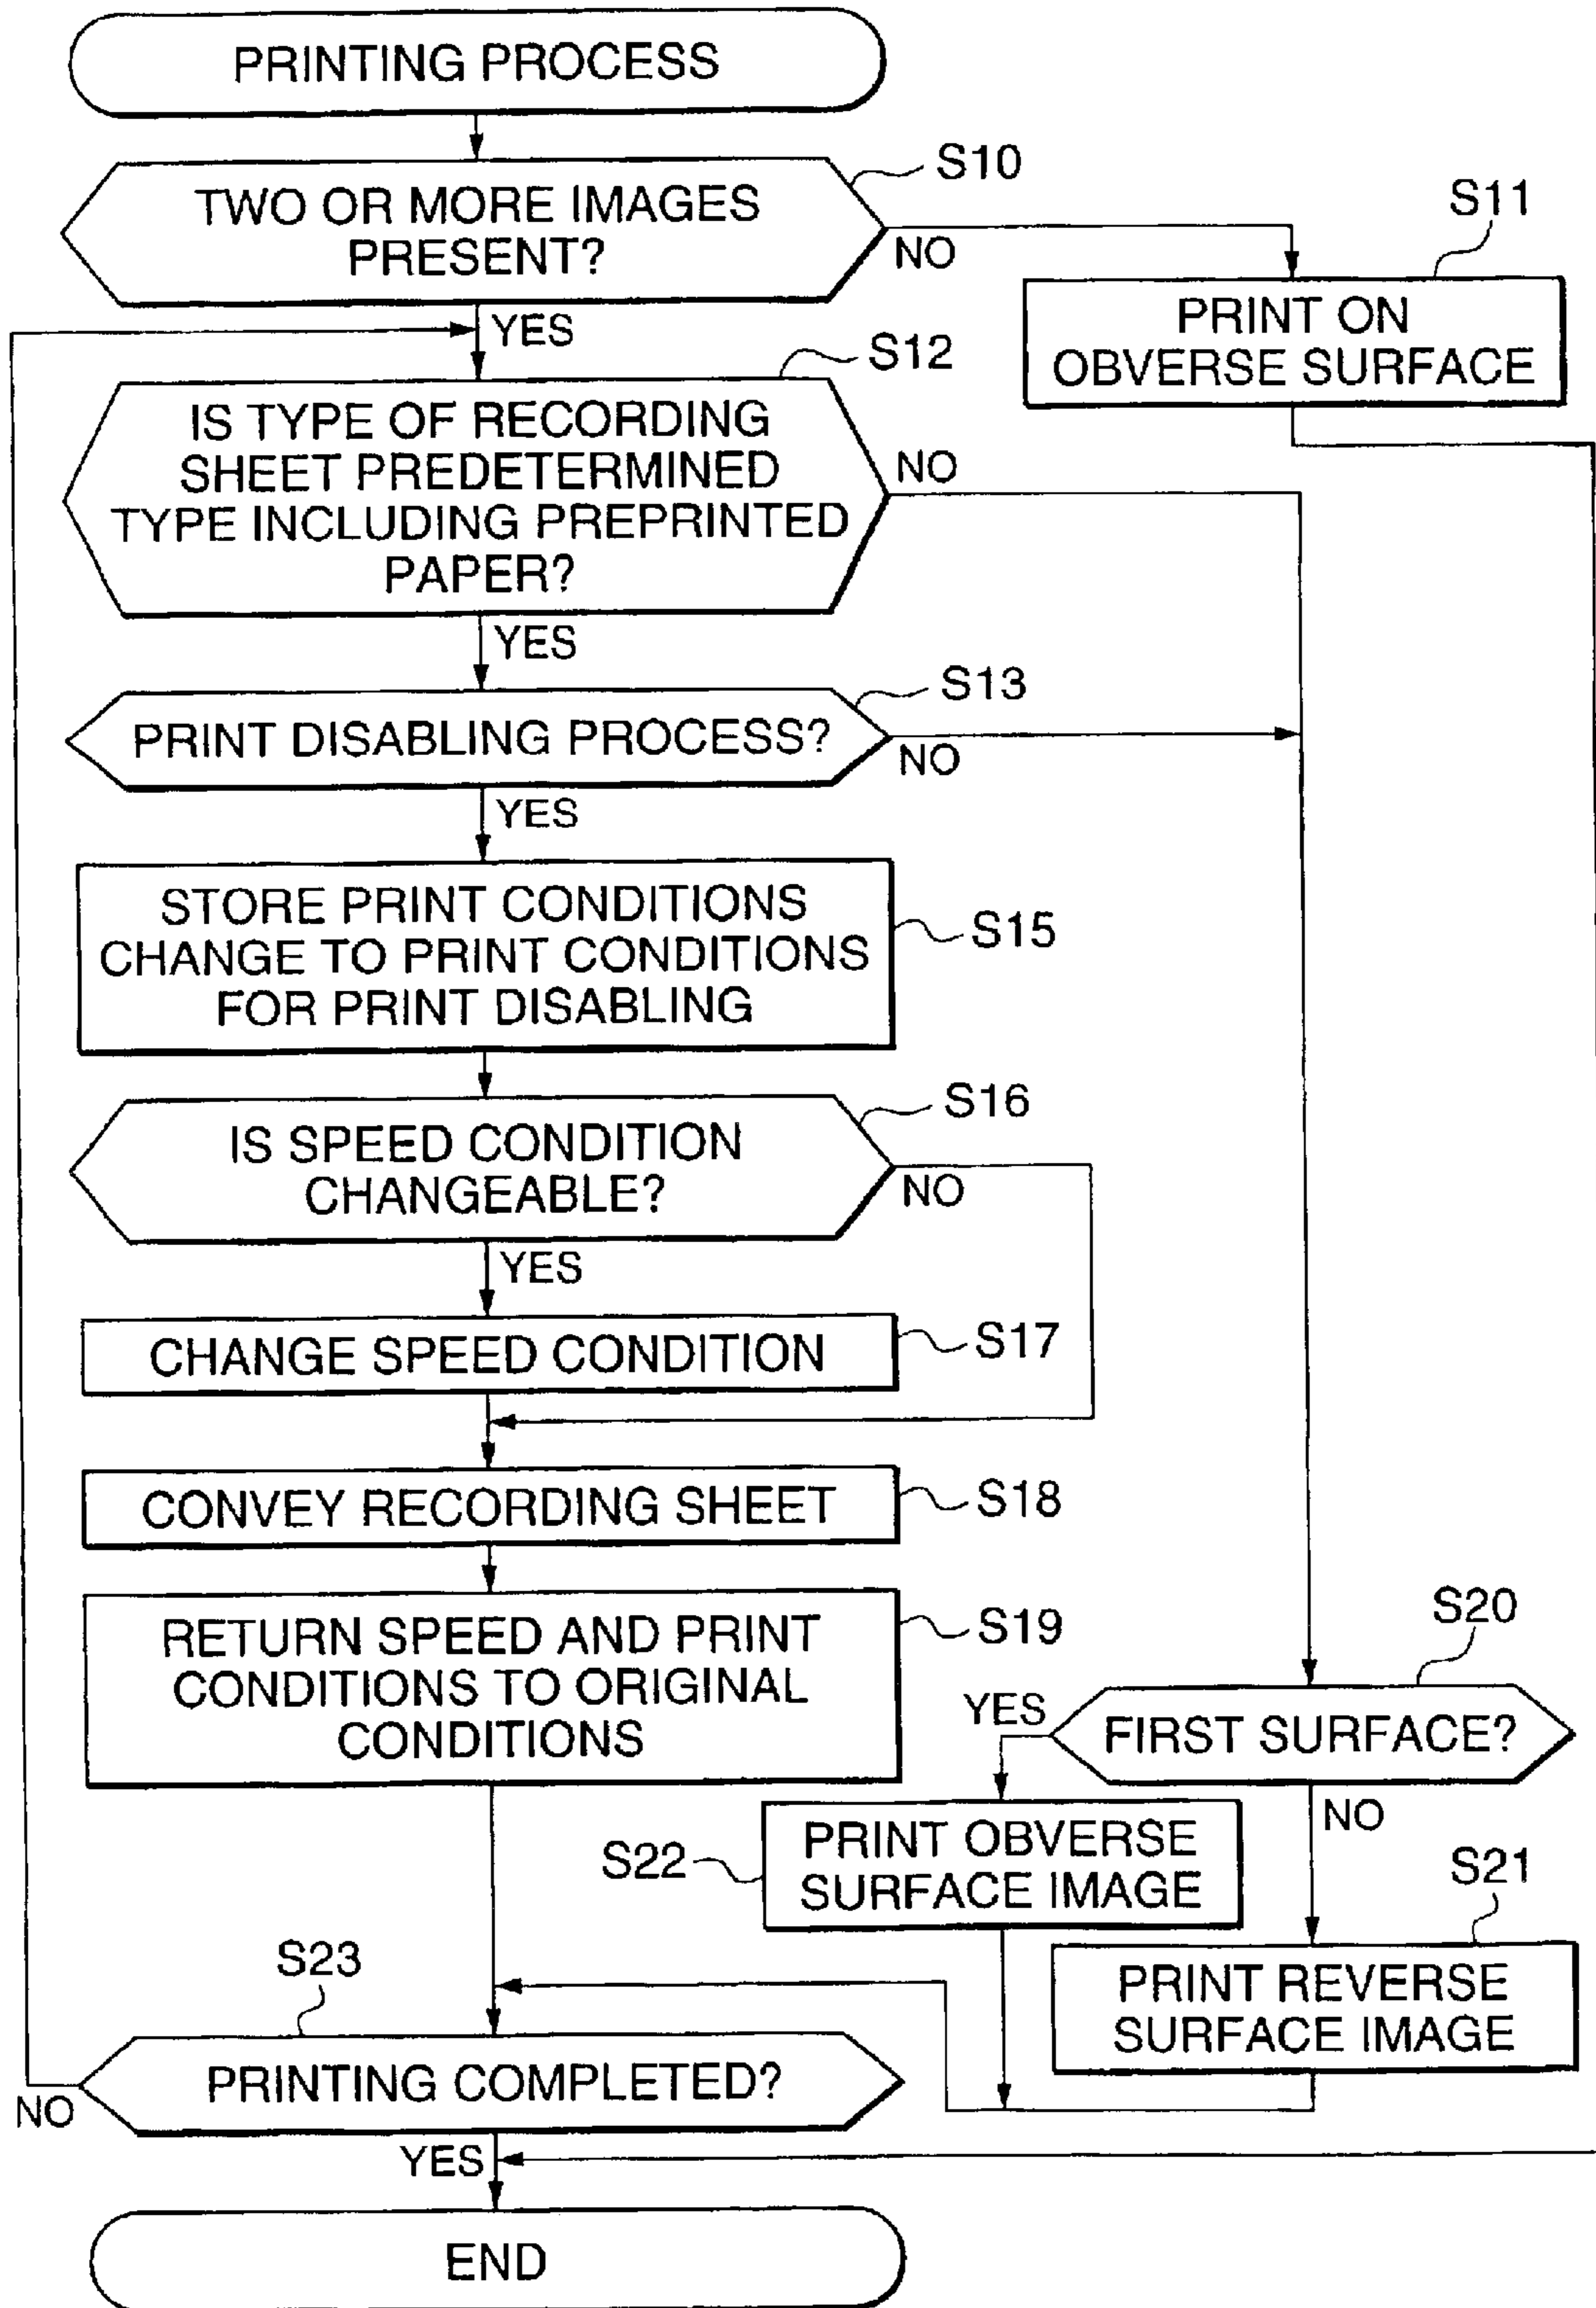 PRINTING PROCESS
S10
TWO OR MORE IMAGES
PRESENT?
NO
S11
PRINT ON
OBVERSE SURFACE
YES
S12
IS TYPE OF RECORDING
SHEET PREDETERMINED
TYPE INCLUDING PREPRINTED
PAPER?
NO
YES
S13
PRINT DISABLING PROCESS?
NO
YES
STORE PRINT CONDITIONS
CHANGE TO PRINT CONDITIONS
FOR PRINT DISABLING
S15
S16
IS SPEED CONDITION
CHANGEABLE?
NO
YES
CHANGE SPEED CONDITION
S17
CONVEY RECORDING SHEET
S18
RETURN SPEED AND PRINT
CONDITIONS TO ORIGINAL
CONDITIONS
S19
S20
FIRST SURFACE?
YES
NO
S22
PRINT OBVERSE
SURFACE IMAGE
S21
PRINT REVERSE
SURFACE IMAGE
S23
PRINTING COMPLETED?
NO
YES
END